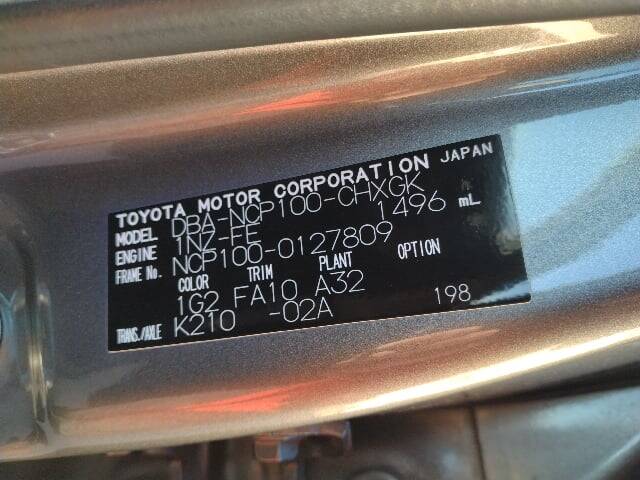 TOYOTA MOTOR CORPORATION JAPAN
MODEL DBA-NCP100-CHXGK
ENGINE 1NZ-FE 1496 mL
FRAME No. NCP100-0127809
COLOR TRIM PLANT OPTION
1G2 FA10 A32
TRANS./AXLE K210 -02A 198